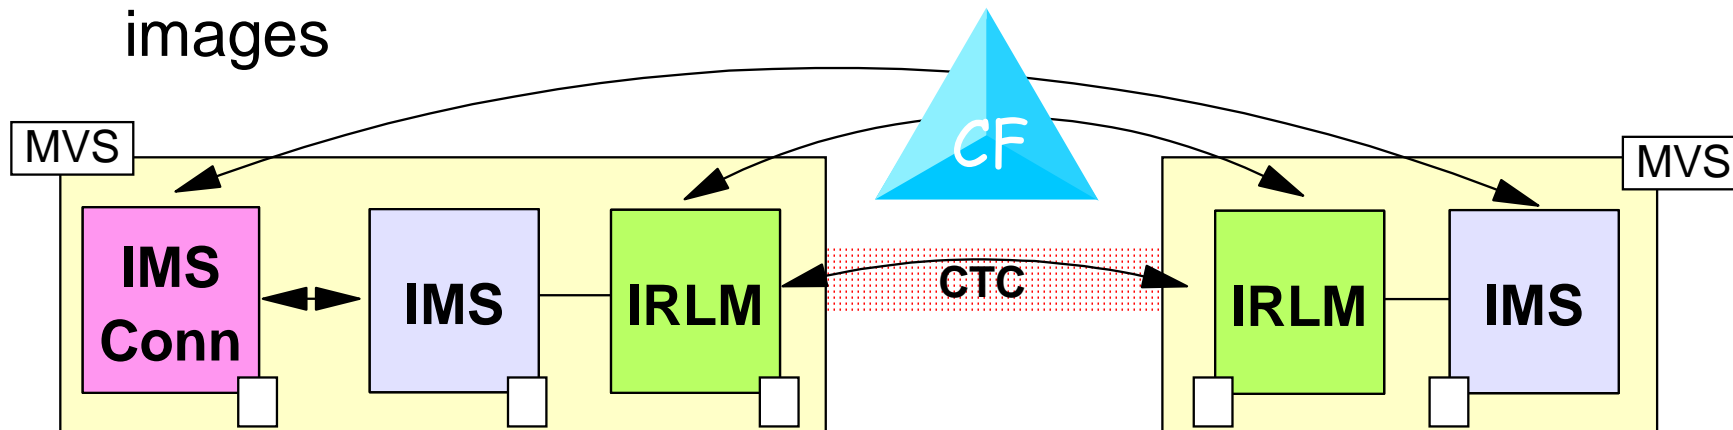 images
MVS
MVS
CF
IMS
Conn
IMS
IRLM
CTC
IRLM
IMS